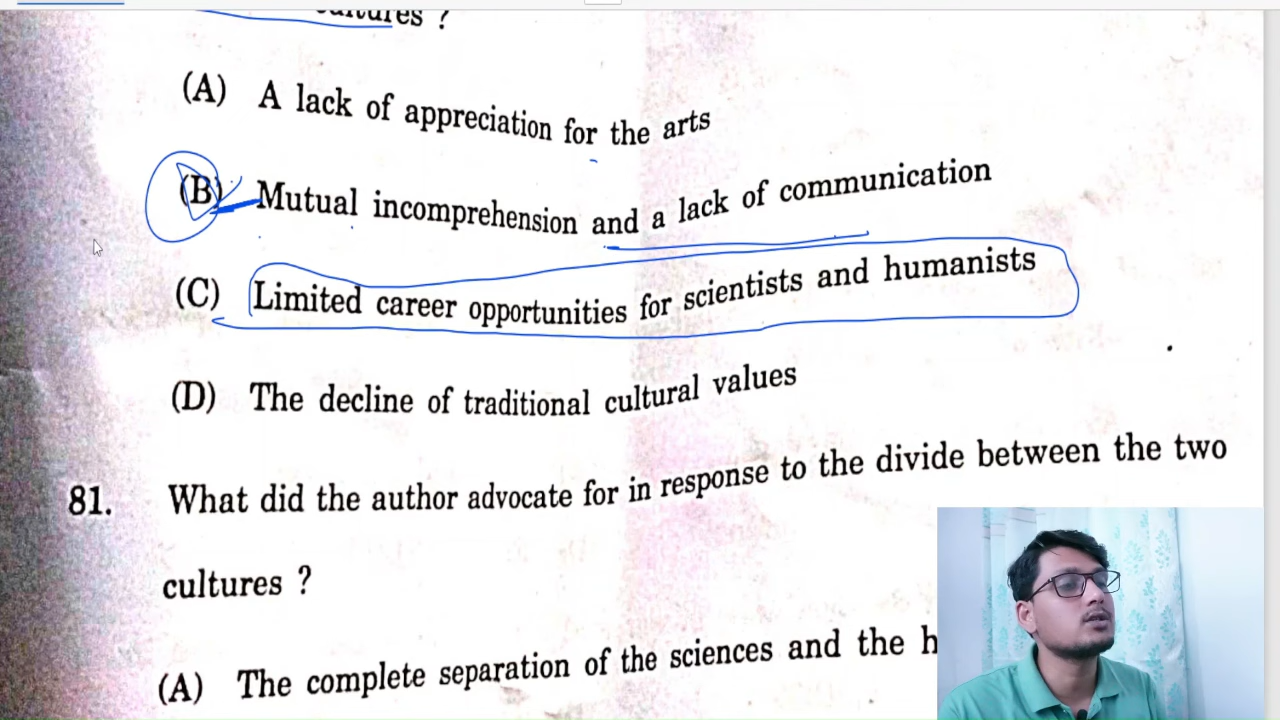 cultures ?
(A) A lack of appreciation for the arts
(B) Mutual incomprehension and a lack of communication
(C) Limited career opportunities for scientists and humanists
(D) The decline of traditional cultural values
81. What did the author advocate for in response to the divide between the two
cultures ?
(A) The complete separation of the sciences and the